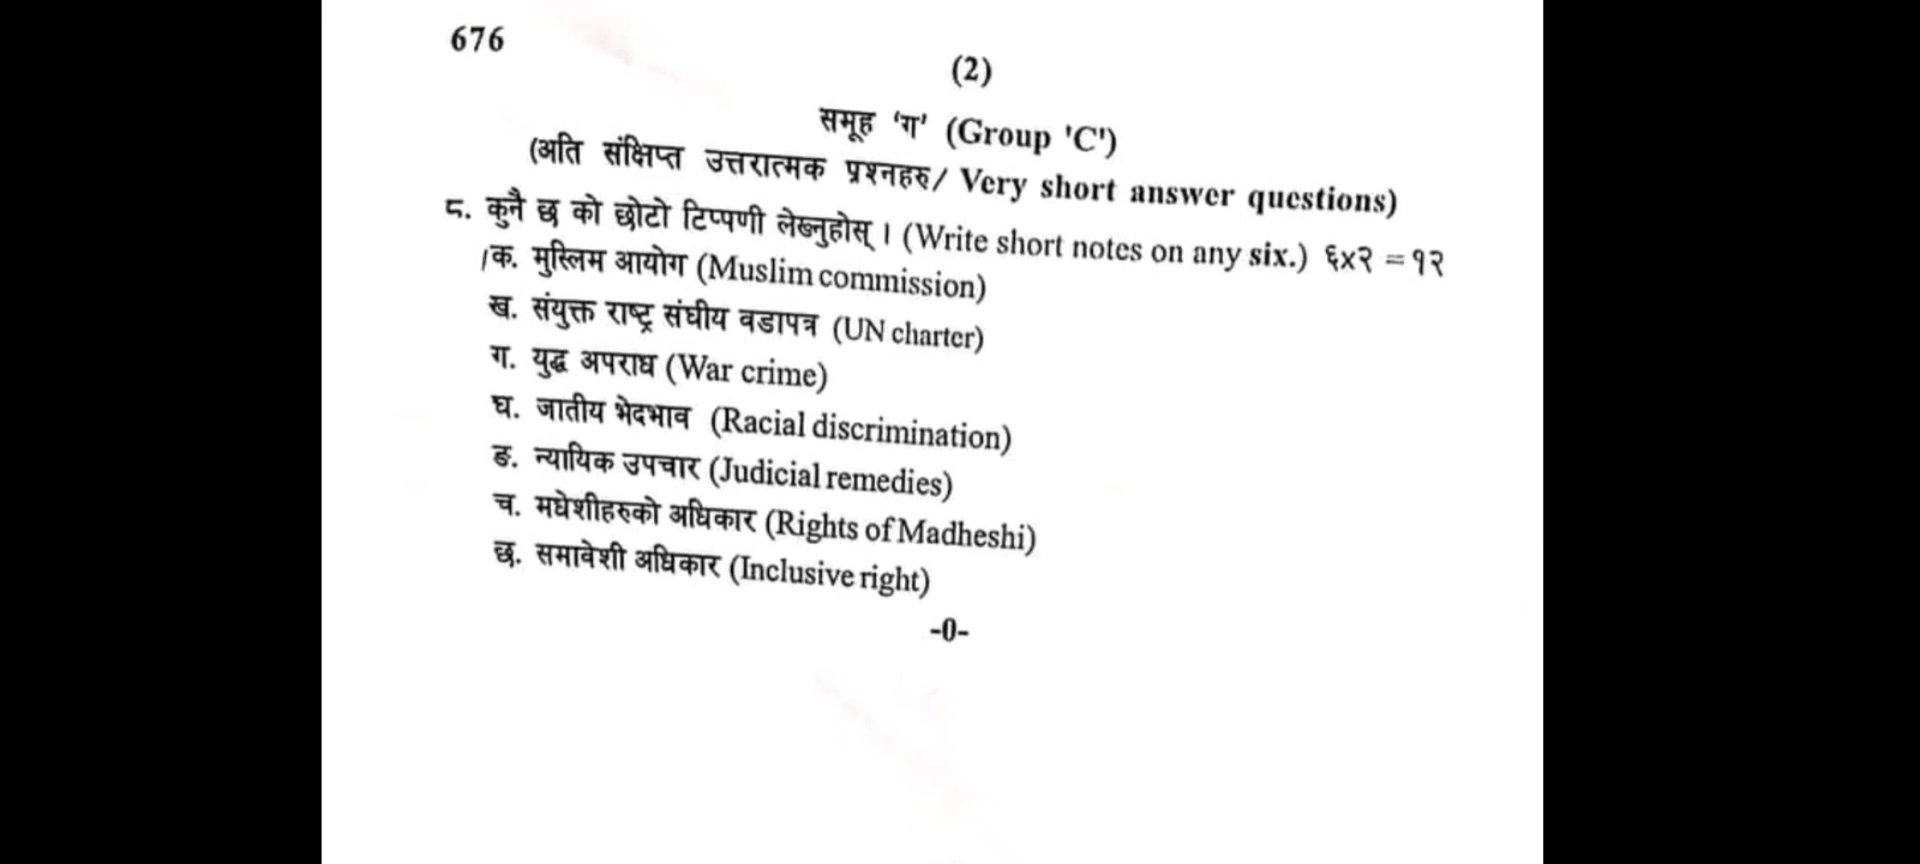 676
(2)
समूह 'ग' (Group 'C')
(अति संक्षिप्त उत्तरात्मक प्रश्नहरु/ Very short answer questions)
८. कुनै छ को छोटो टिप्पणी लेख्नुहोस् । (Write short notes on any six.) ६x२ = १२
क. मुस्लिम आयोग (Muslim commission)
ख. संयुक्त राष्ट्र संघीय वडापत्र (UN charter)
ग. युद्ध अपराध (War crime)
घ. जातीय भेदभाव (Racial discrimination)
ङ. न्यायिक उपचार (Judicial remedies)
च. मधेशीहरुको अधिकार (Rights of Madheshi)
छ. समावेशी अधिकार (Inclusive right)
-0-